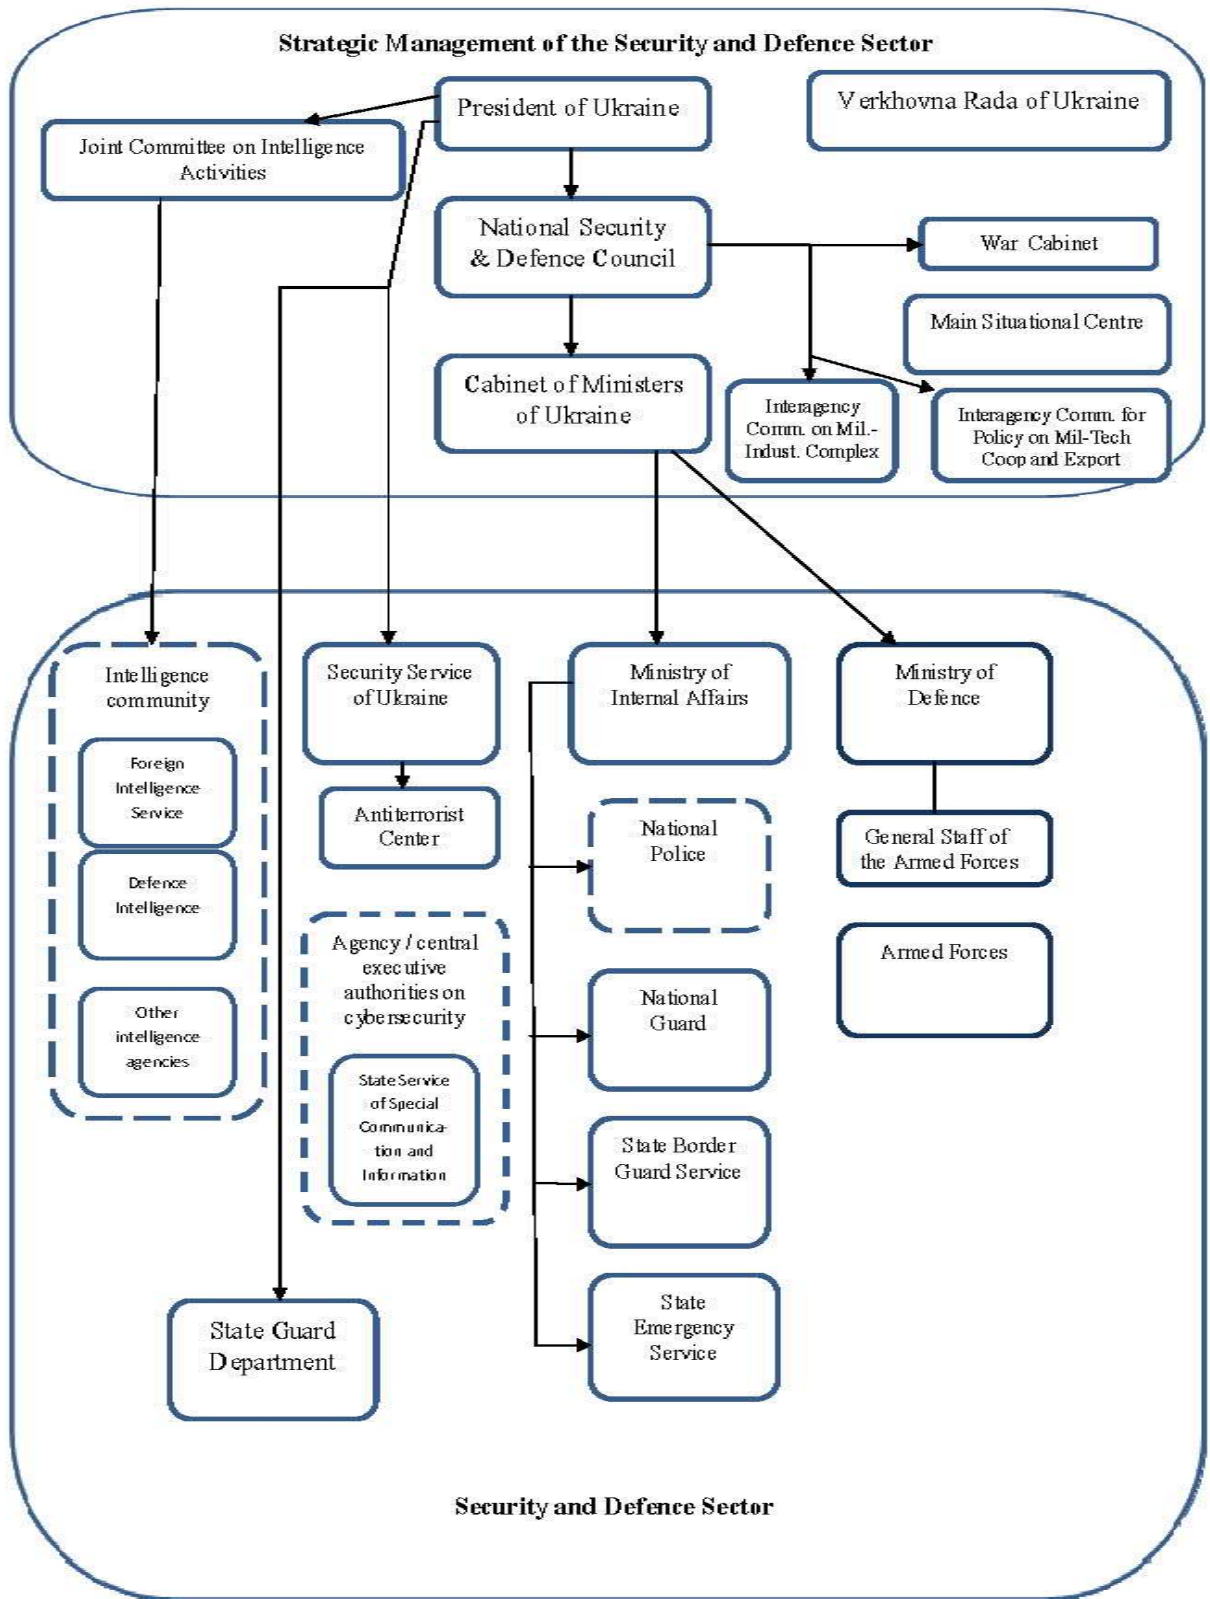 Strategic Management of the Security and Defence Sector
President of Ukraine
Verkhovna Rada of Ukraine
Joint Committee on Intelligence
Activities
National Security
& Defence Council
War Cabinet
Main Situational Centre
Cabinet of Ministers
of Ukraine
Interagency
Comm. on Mil.-
Indust. Complex
Interagency Comm. for
Policy on Mil-Tech
Coop and Export
Intelligence
community
Foreign
Intelligence
Service
Defence
Intelligence
Other
intelligence
agencies
Security Service
of Ukraine
Antiterrorist
Center
Agency / central
executive
authorities on
cybersecurity
State Service
of Special
Communica-
tion and
Information
Ministry of
Internal Affairs
National
Police
National
Guard
State Border
Guard Service
State
Emergency
Service
Ministry of
Defence
General Staff of
the Armed Forces
Armed Forces
State Guard
Department
Security and Defence Sector